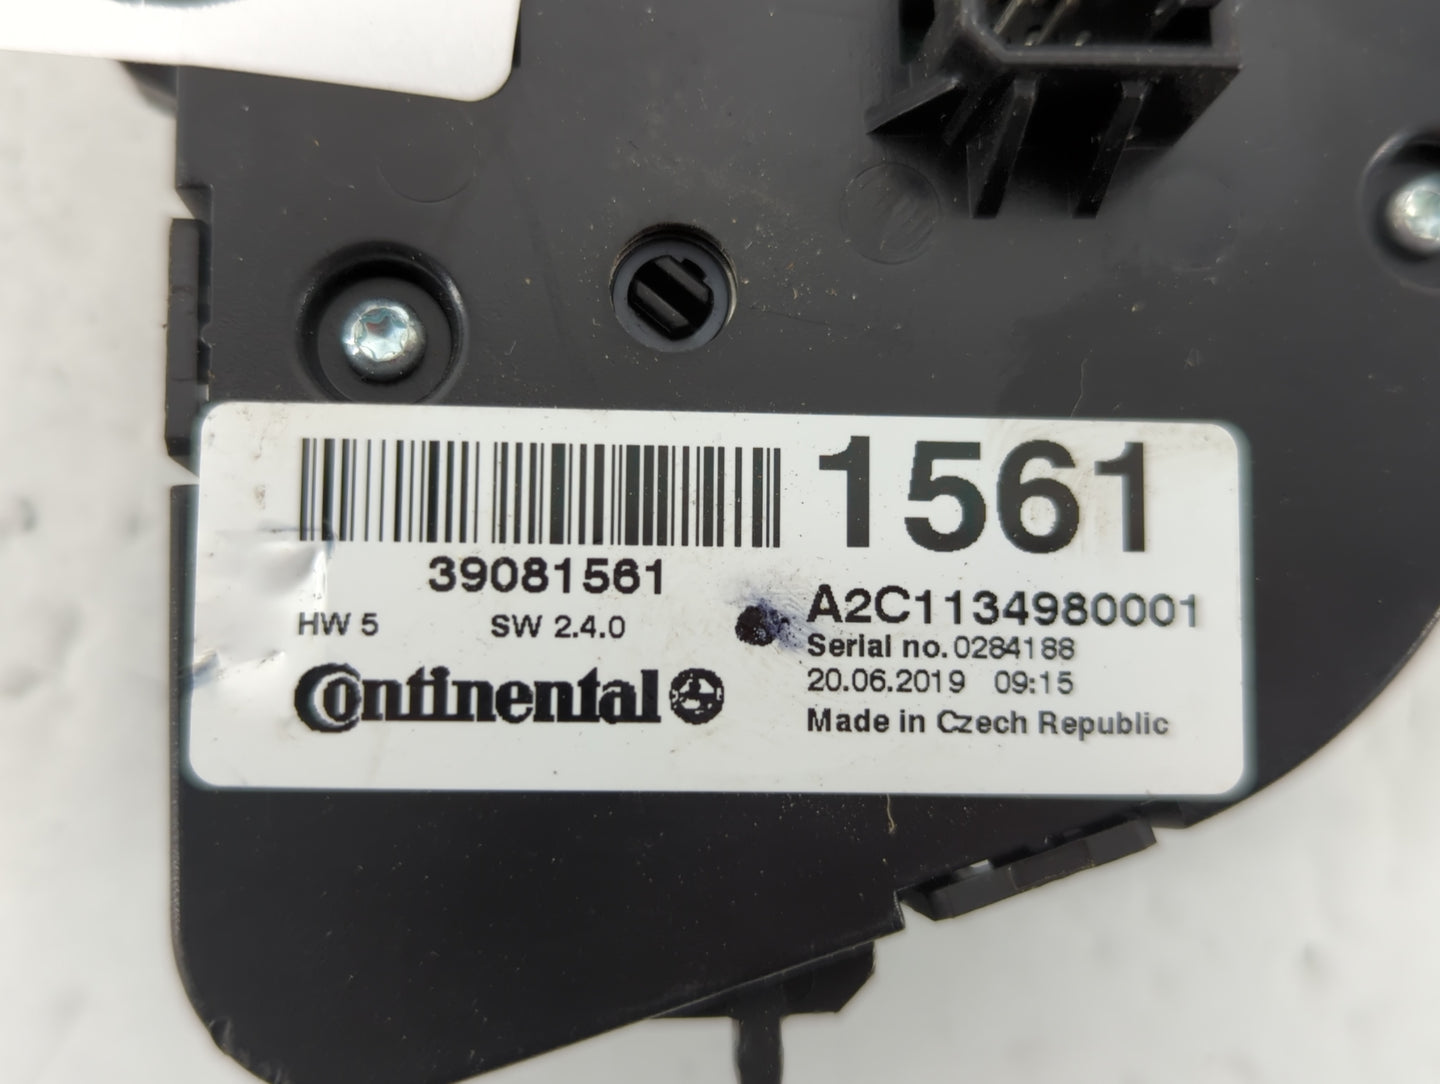 1561
39081561
HW 5 SW 2.4.0
Continental
A2C1134980001
Serial no. 0284188
20.06.2019 09:15
Made in Czech Republic